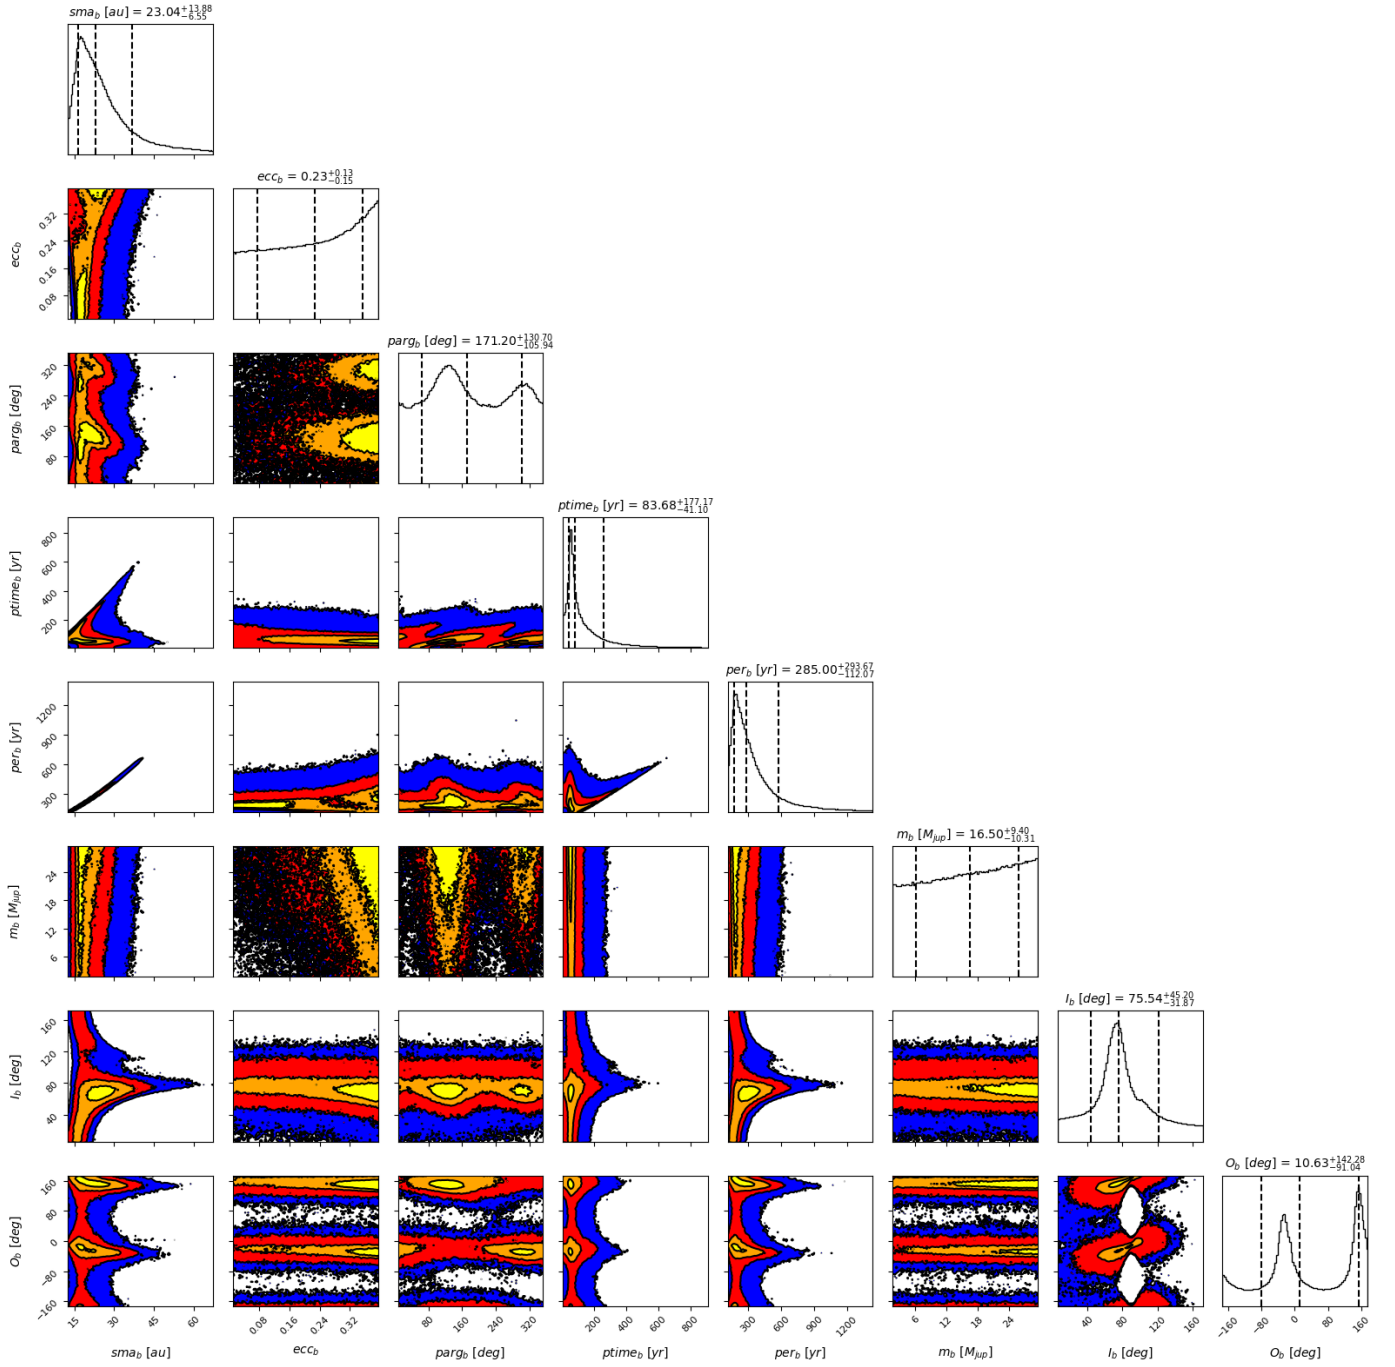 sma_b [au] = 23.04^{+13.88}_{-6.55}
ecc_b = 0.23^{+0.13}_{-0.15}
0.32
0.24
0.16
0.08
ecc_b
parg_b [deg] = 171.20^{+130.70}_{-105.94}
320
240
160
80
parg_b [deg]
ptime_b [yr] = 83.68^{+177.17}_{-41.10}
800
600
400
200
ptime_b [yr]
per_b [yr] = 285.00^{+293.67}_{-112.07}
1200
900
600
300
per_b [yr]
m_b [M_{jup}] = 16.50^{+9.40}_{-10.31}
24
18
12
6
m_b [M_{jup}]
I_b [deg] = 75.54^{+45.20}_{-31.87}
160
120
80
40
I_b [deg]
O_b [deg] = 10.63^{+142.28}_{-91.04}
160
80
0
−80
−160
O_b [deg]
15 30 45 60
0.08 0.16 0.24 0.32
80 160 240 320
200 400 600 800
300 600 900 1200
6 12 18 24
40 80 120 160
−160 −80 0 80 160
sma_b [au] ecc_b parg_b [deg] ptime_b [yr] per_b [yr] m_b [M_{jup}] I_b [deg] O_b [deg]